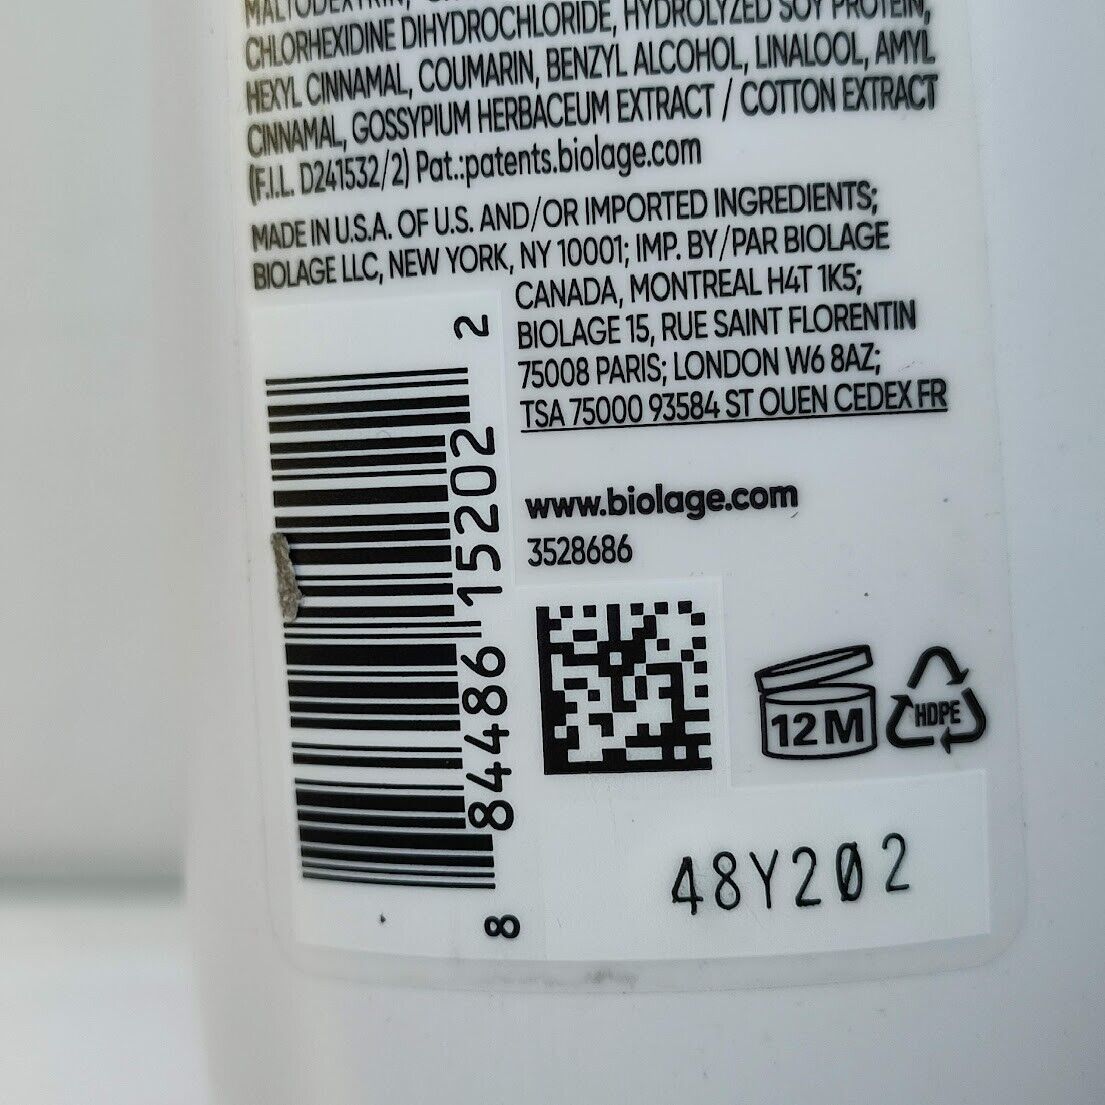 MALTODEXTRIN,
CHLORHEXIDINE DIHYDROCHLORIDE, HYDROLYZED SOY PROTEIN,
HEXYL CINNAMAL, COUMARIN, BENZYL ALCOHOL, LINALOOL, AMYL
CINNAMAL, GOSSYPIUM HERBACEUM EXTRACT / COTTON EXTRACT
(F.I.L. D241532/2) Pat.:patents.biolage.com
MADE IN U.S.A. OF U.S. AND/OR IMPORTED INGREDIENTS;
BIOLAGE LLC, NEW YORK, NY 10001; IMP. BY/PAR BIOLAGE
CANADA, MONTREAL H4T 1K5;
BIOLAGE 15, RUE SAINT FLORENTIN
75008 PARIS; LONDON W6 8AZ;
TSA 75000 93584 ST OUEN CEDEX FR
8 84486 15202 2
www.biolage.com
3528686
12 M
HDPE
48Y202